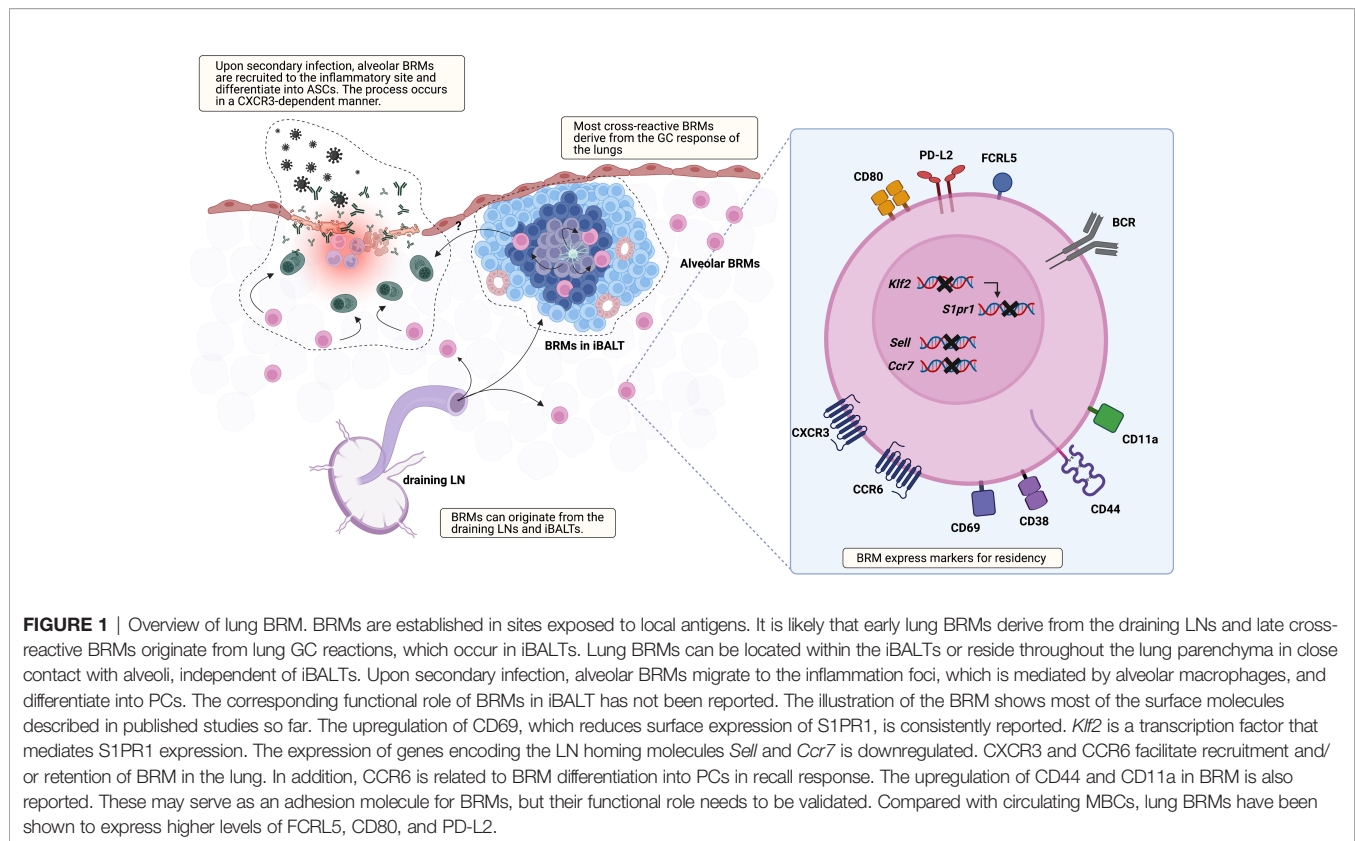 Upon secondary infection, alveolar BRMs
are recruited to the inflammatory site and
differentiate into ASCs. The process occurs
in a CXCR3-dependent manner.
Most cross-reactive BRMs
derive from the GC response of
the lungs
?
Alveolar BRMs
BRMs in iBALT
draining LN
BRMs can originate from the
draining LNs and iBALTs.
CD80
PD-L2
FCRL5
BCR
Klf2
S1pr1
Sell
Ccr7
CXCR3
CCR6
CD69
CD38
CD44
CD11a
BRM express markers for residency
FIGURE 1 | Overview of lung BRM. BRMs are established in sites exposed to local antigens. It is likely that early lung BRMs derive from the draining LNs and late cross-
reactive BRMs originate from lung GC reactions, which occur in iBALTs. Lung BRMs can be located within the iBALTs or reside throughout the lung parenchyma in close
contact with alveoli, independent of iBALTs. Upon secondary infection, alveolar BRMs migrate to the inflammation foci, which is mediated by alveolar macrophages, and
differentiate into PCs. The corresponding functional role of BRMs in iBALT has not reported. The illustration of the BRM shows most of the surface molecules
described in published studies so far. The upregulation of CD69, which reduces surface expression of S1PR1, is consistently reported. Klf2 is a transcription factor that
mediates S1PR1 expression. The expression of genes encoding the LN homing molecules Sell and Ccr7 is downregulated. CXCR3 and CCR6 facilitate recruitment and/
or retention of BRM in the lung. In addition, CCR6 is related to BRM differentiation into PCs in recall response. The upregulation of CD44 and CD11a in BRM is also
reported. These may serve as an adhesion molecule for BRMs, but their functional role needs to be validated. Compared with circulating MBCs, lung BRMs have been
shown to express higher levels of FCRL5, CD80, and PD-L2.